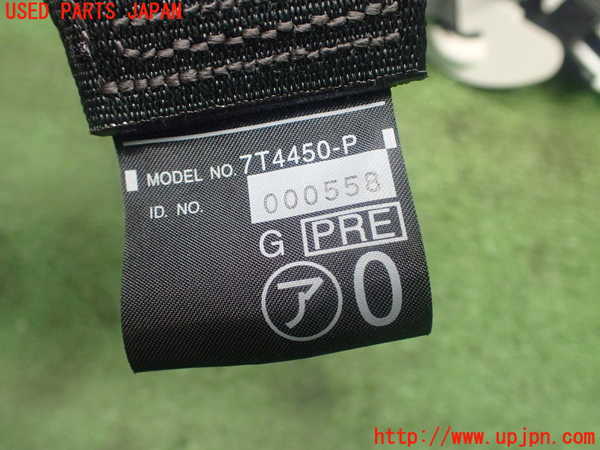 USED PARTS JAPAN
MODEL NO. 7T4450-P
ID. NO. 000558
G PRE
ア 0
http://www.upjpn.com/